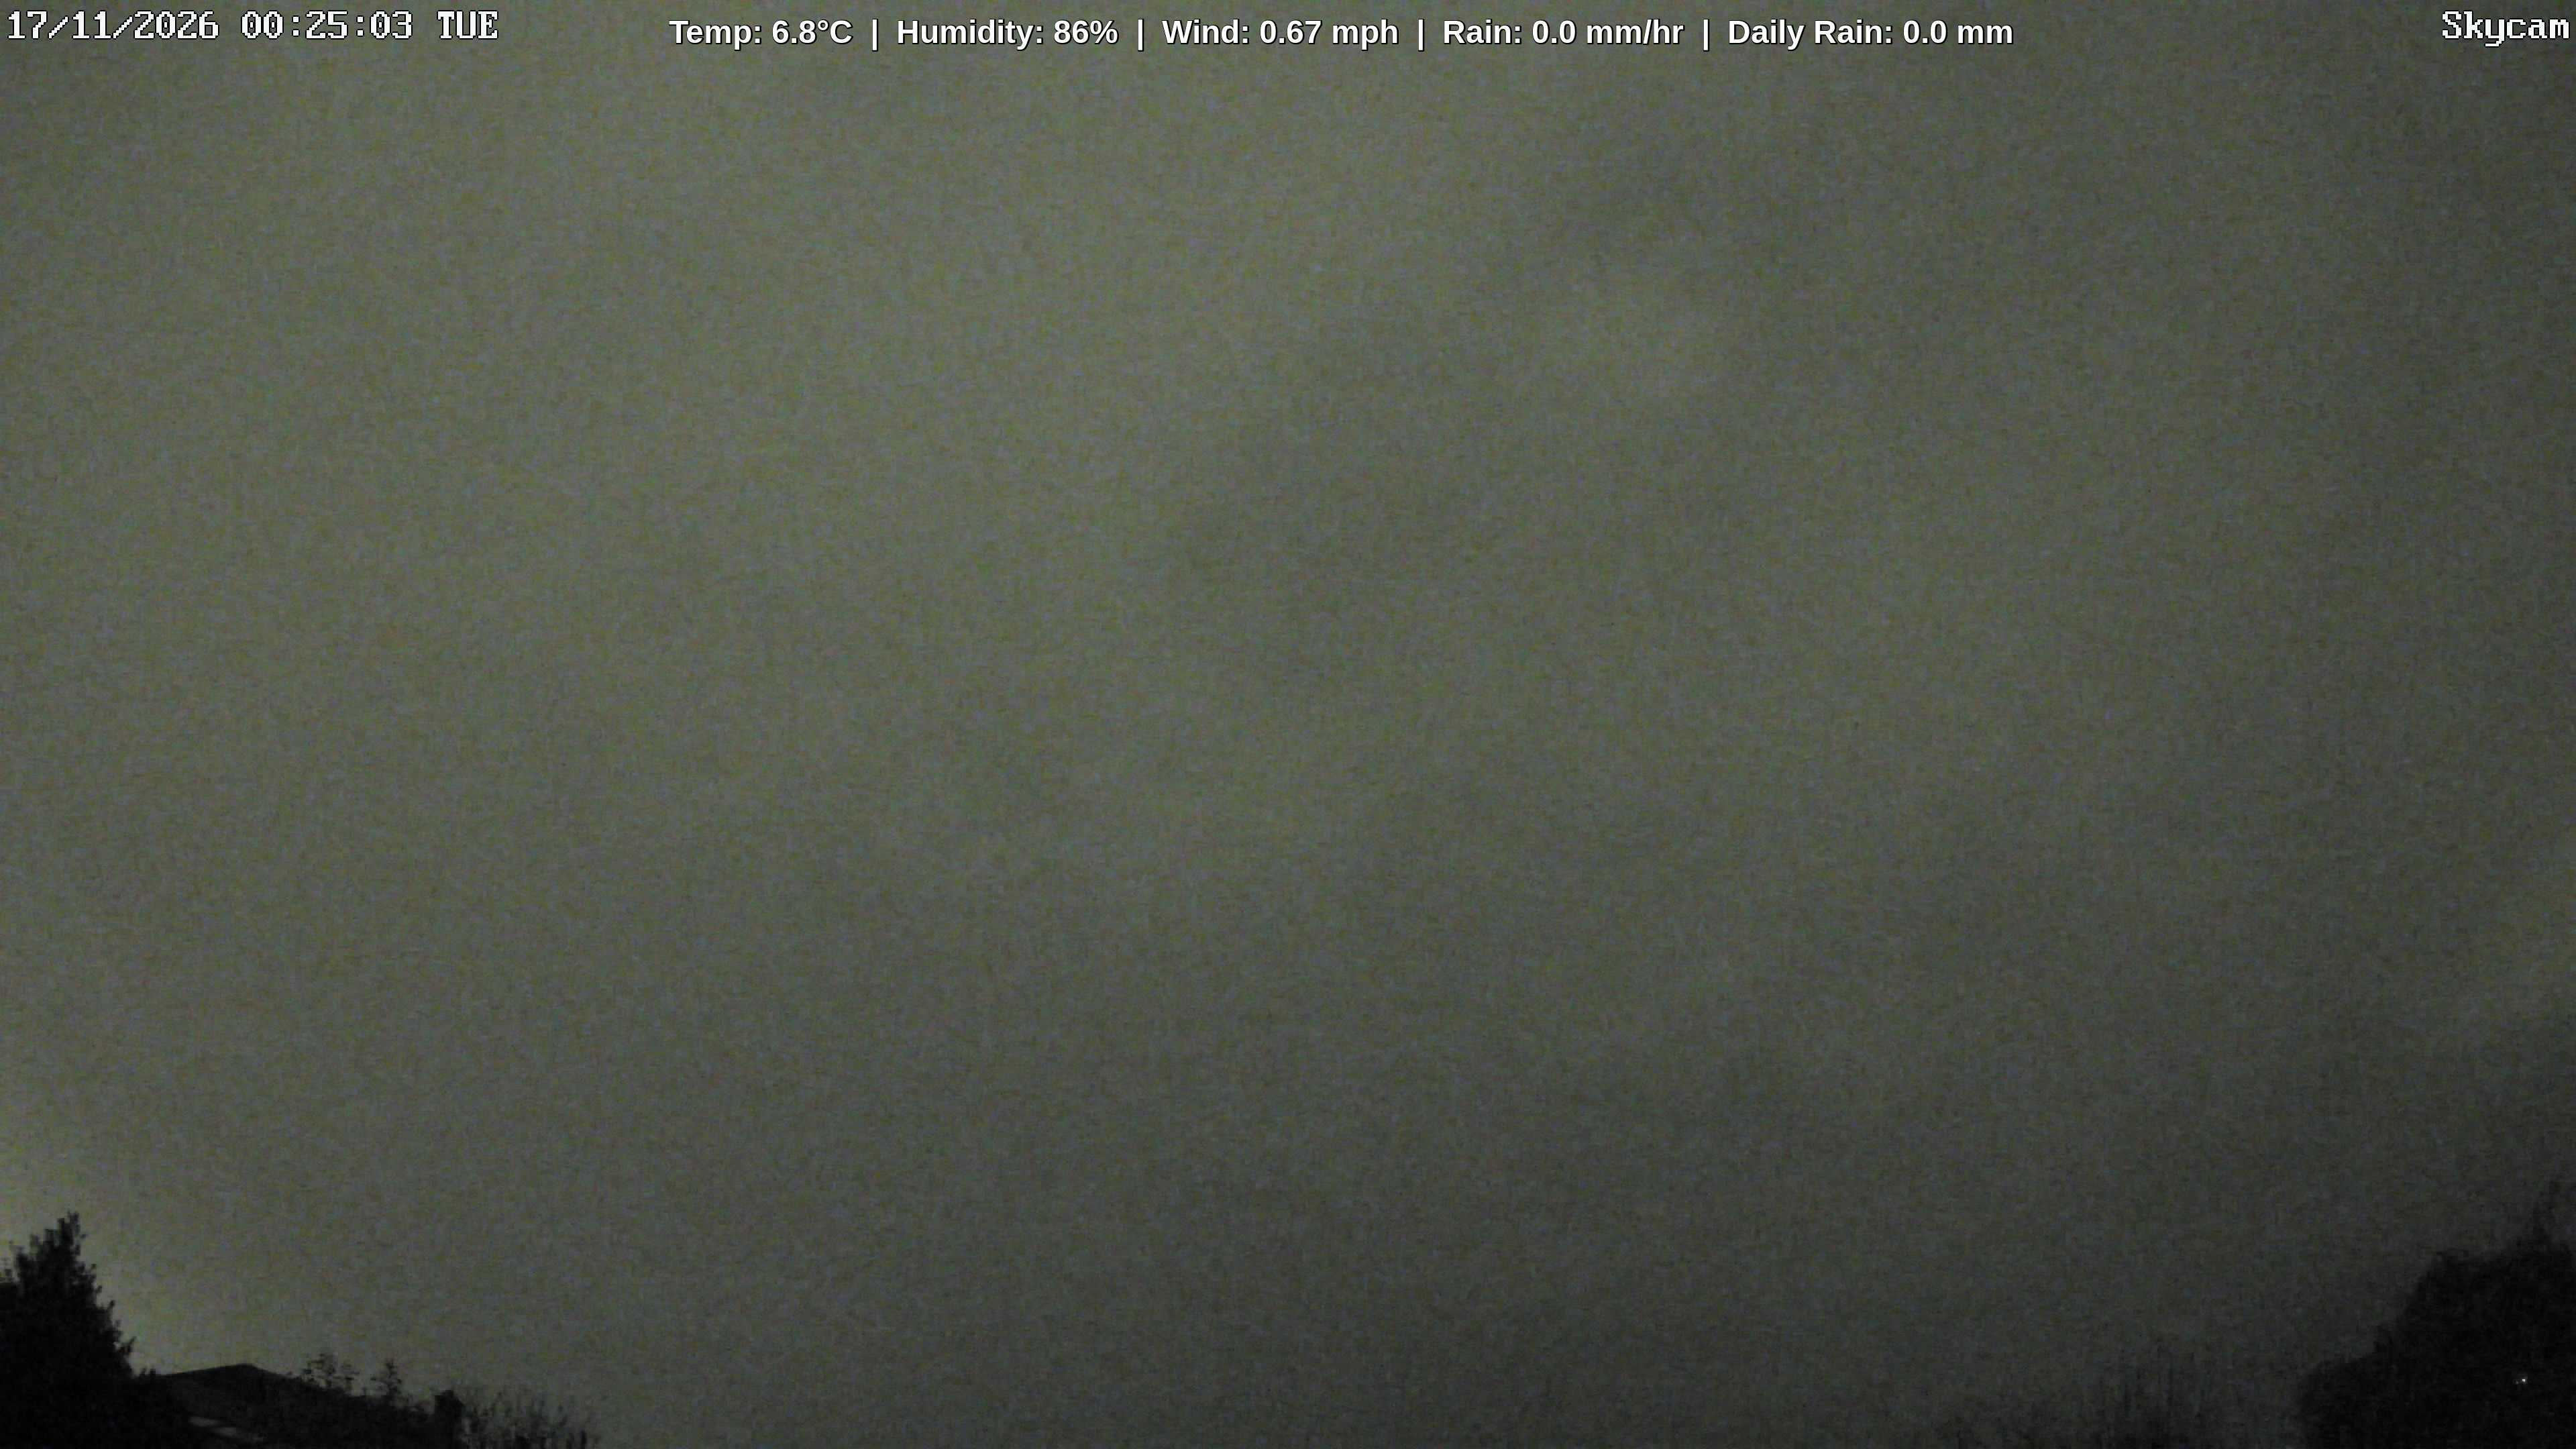 17/11/2026 00:25:03 TUE
Temp: 6.8°C | Humidity: 86% | Wind: 0.67 mph | Rain: 0.0 mm/hr | Daily Rain: 0.0 mm
Skycam